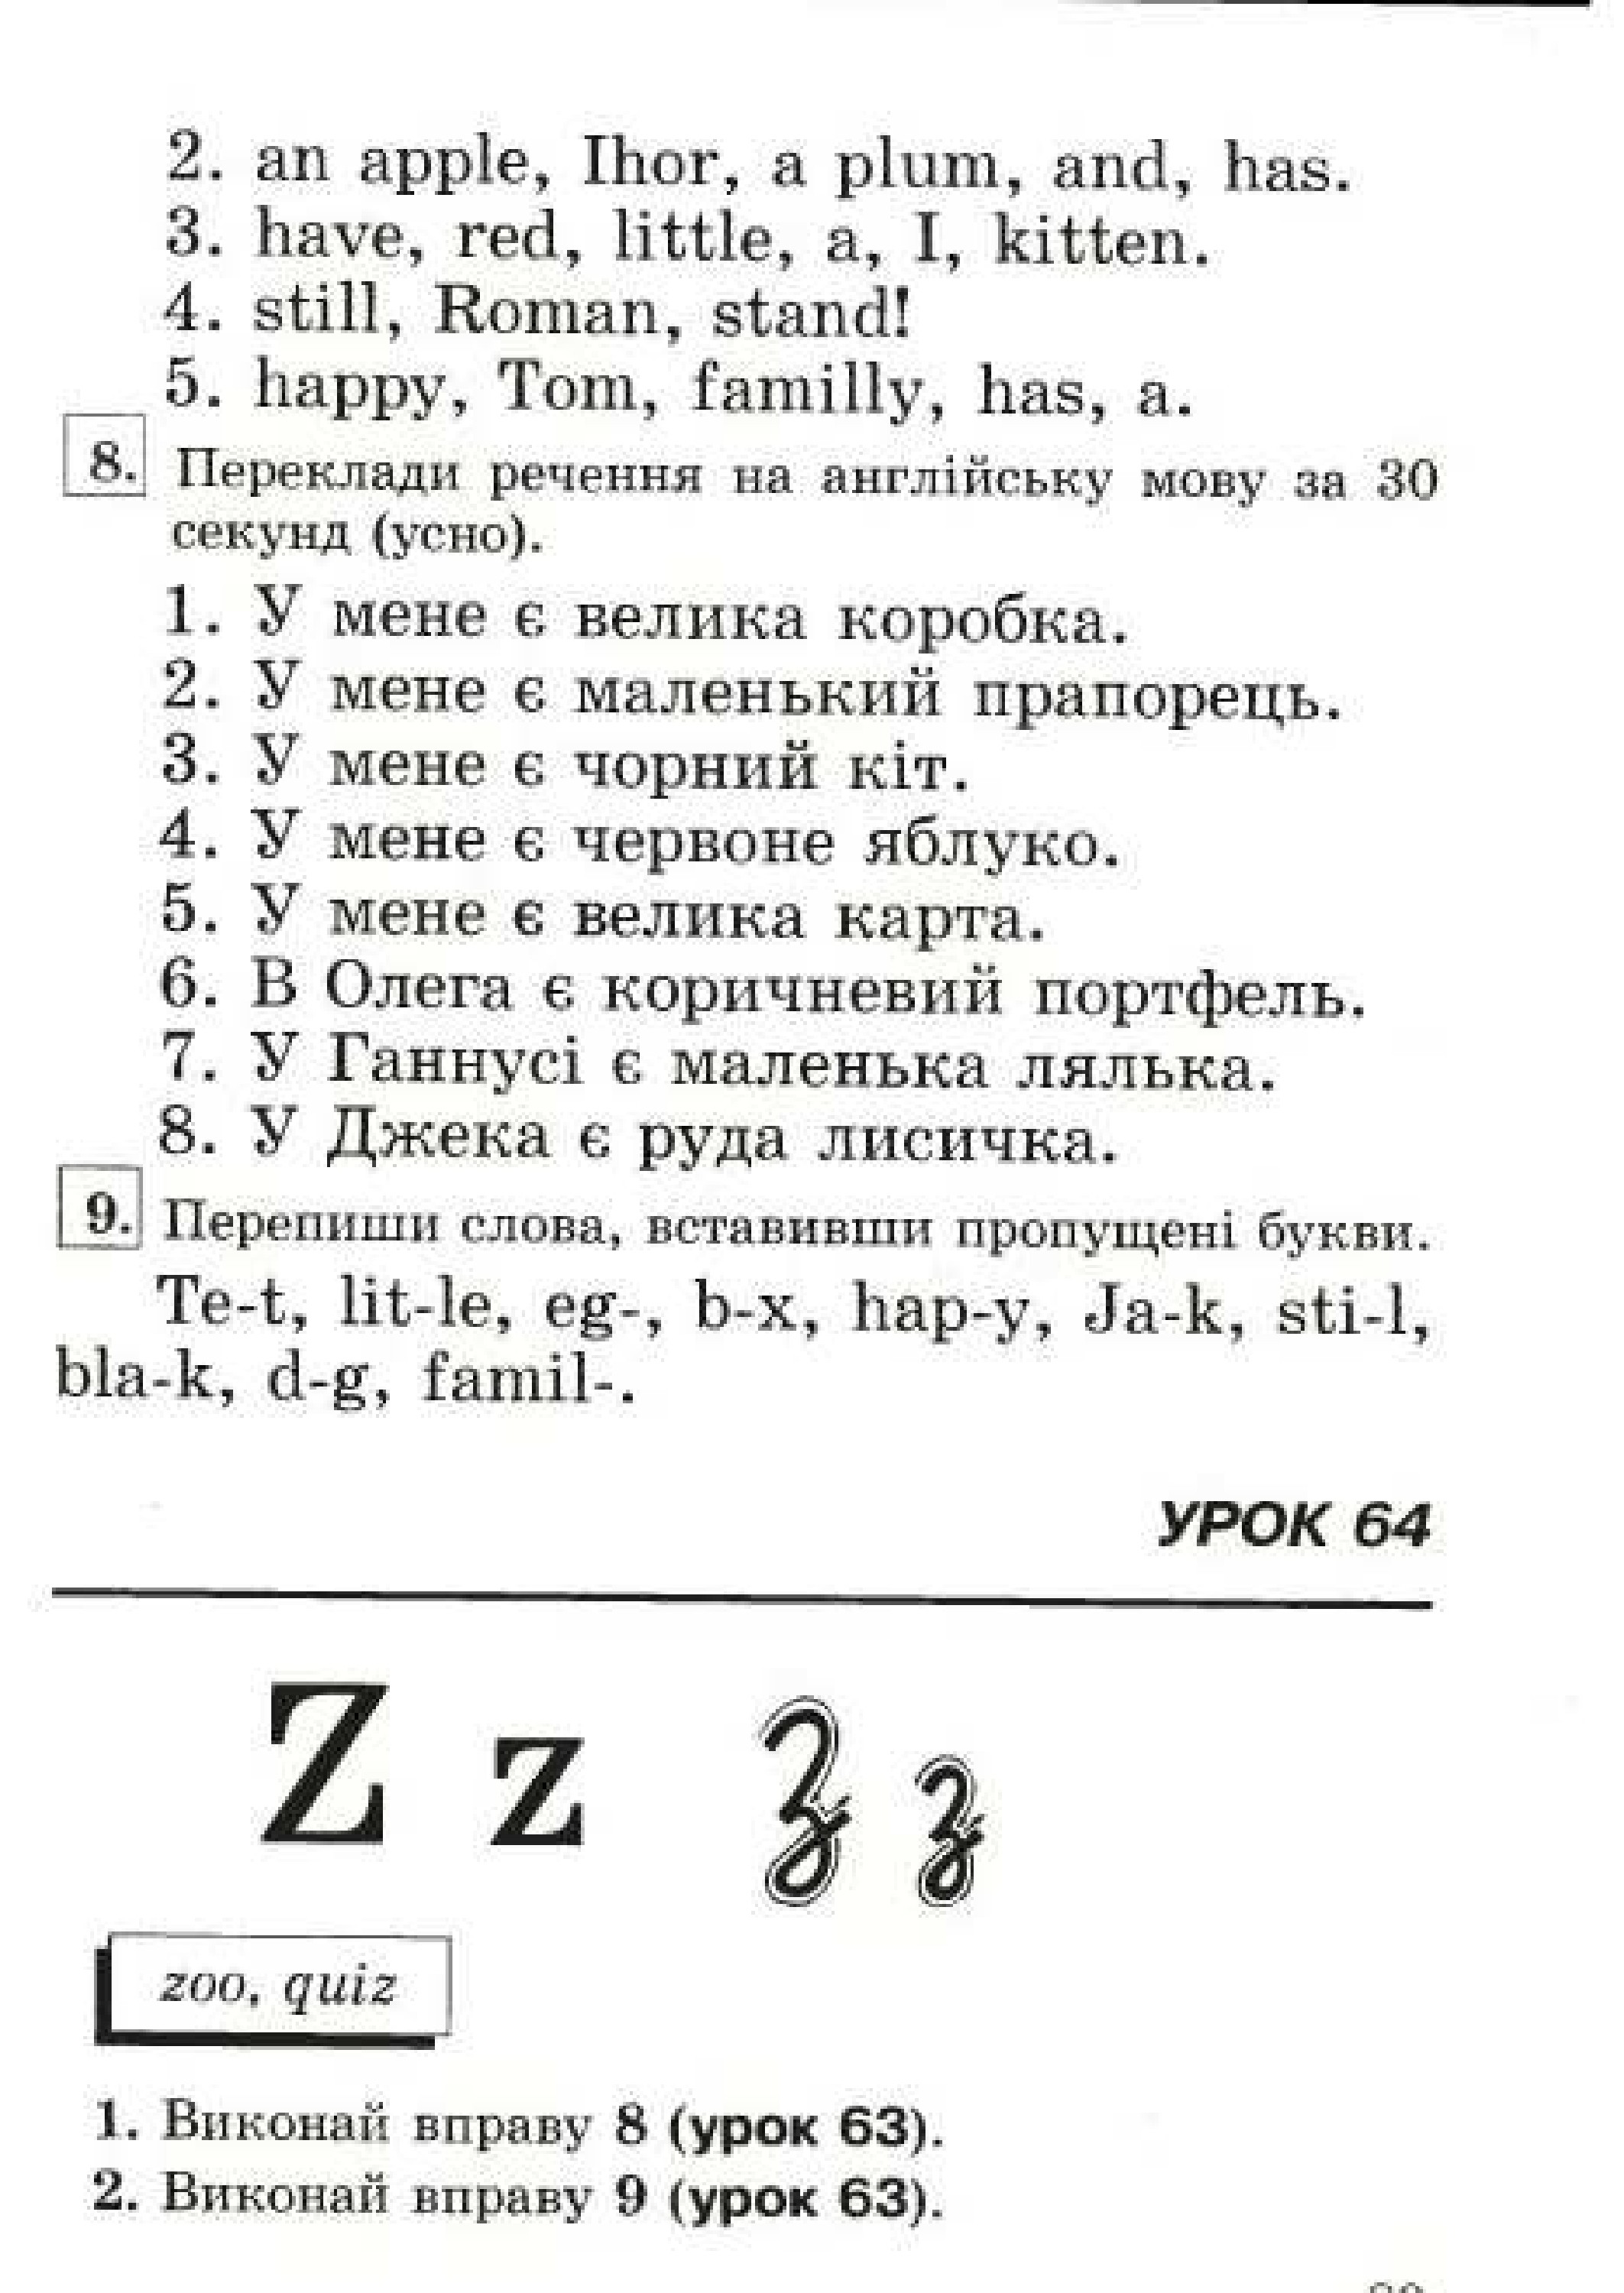 2. an apple, Ihor, a plum, and, has.
3. have, red, little, a, I, kitten.
4. still, Roman, stand!
5. happy, Tom, familly, has, a.
8. Переклади речення на англійську мову за 30
секунд (усно).
1. У мене є велика коробка.
2. У мене є маленький прапорець.
3. У мене є чорний кіт.
4. У мене є червоне яблуко.
5. У мене є велика карта.
6. В Олега є коричневий портфель.
7. У Ганнусі є маленька лялька.
8. У Джека є руда лисичка.
9. Перепиши слова, вставивши пропущені букви.
Te-t, lit-le, eg-, b-x, hap-y, Ja-k, sti-l,
bla-k, d-g, famil-.
УРОК 64
Z z Z z
zoo, quiz
1. Виконай вправу 8 (урок 63).
2. Виконай вправу 9 (урок 63).